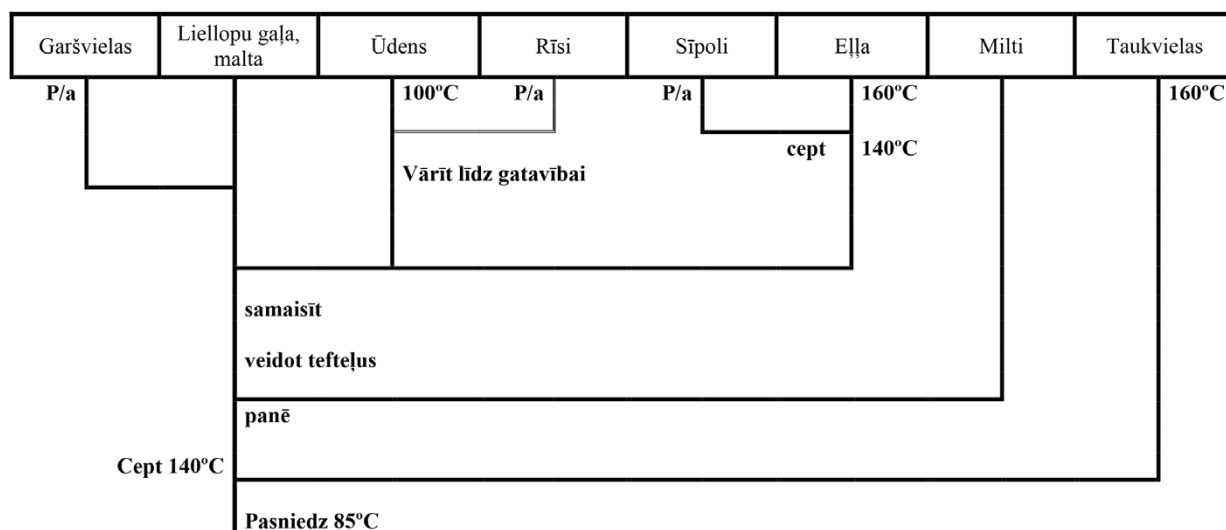 Garšvielas
Liellopu gaļa,
malta
Ūdens
Rīsi
Sīpoli
Eļļa
Milti
Taukvielas
P/a
100ºC
P/a
P/a
160ºC
160ºC
cept
140ºC
Vārīt līdz gatavībai
samaisīt
veidot tefteļus
panē
Cept 140ºC
Pasniedz 85ºC